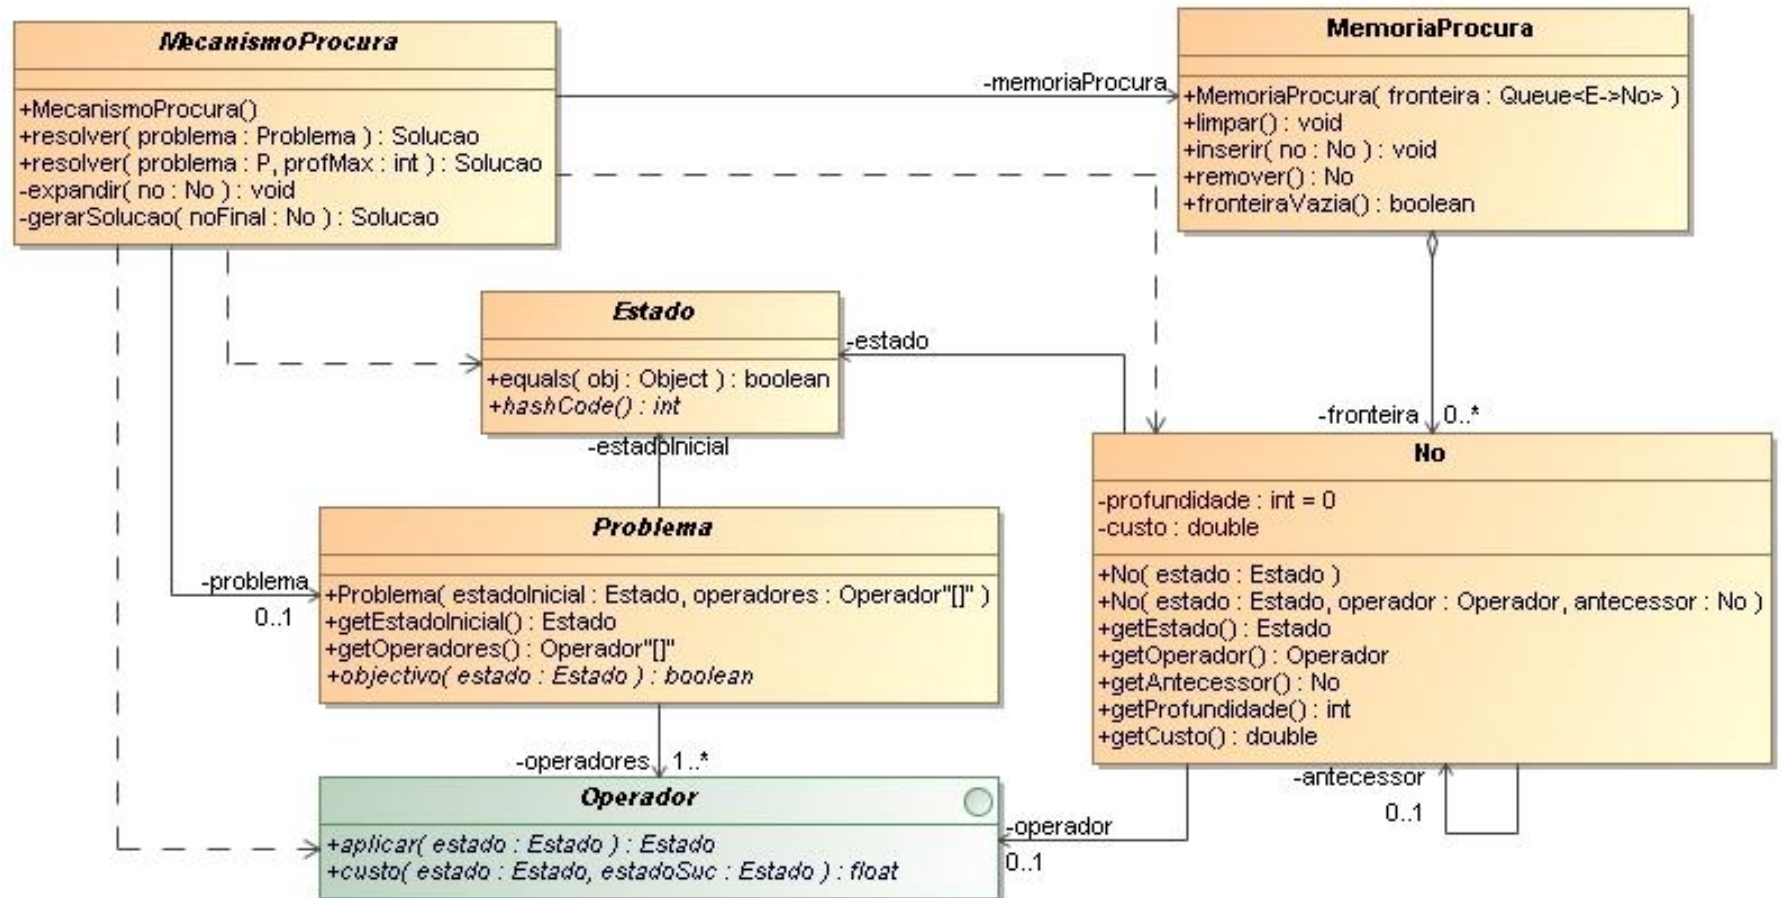 MecanismoProcura
+MecanismoProcura()
+resolver( problema : Problema ) : Solucao
+resolver( problema : P, profMax : int ) : Solucao
-expandir( no : No ) : void
-gerarSolucao( noFinal : No ) : Solucao
-memoriaProcura
MemoriaProcura
+MemoriaProcura( fronteira : Queue<E->No> )
+limpar() : void
+inserir( no : No ) : void
+remover() : No
+fronteiraVazia() : boolean
Estado
+equals( obj : Object ) : boolean
+hashCode() : int
-estado
-fronteira
0..*
-estadoInicial
Problema
+Problema( estadoInicial : Estado, operadores : Operador"[]" )
+getEstadoInicial() : Estado
+getOperadores() : Operador"[]"
+objectivo( estado : Estado ) : boolean
-problema
0..1
No
-profundidade : int = 0
-custo : double
+No( estado : Estado )
+No( estado : Estado, operador : Operador, antecessor : No )
+getEstado() : Estado
+getOperador() : Operador
+getAntecessor() : No
+getProfundidade() : int
+getCusto() : double
-operadores
1..*
-antecessor
0..1
Operador
+aplicar( estado : Estado ) : Estado
+custo( estado : Estado, estadoSuc : Estado ) : float
-operador
0..1